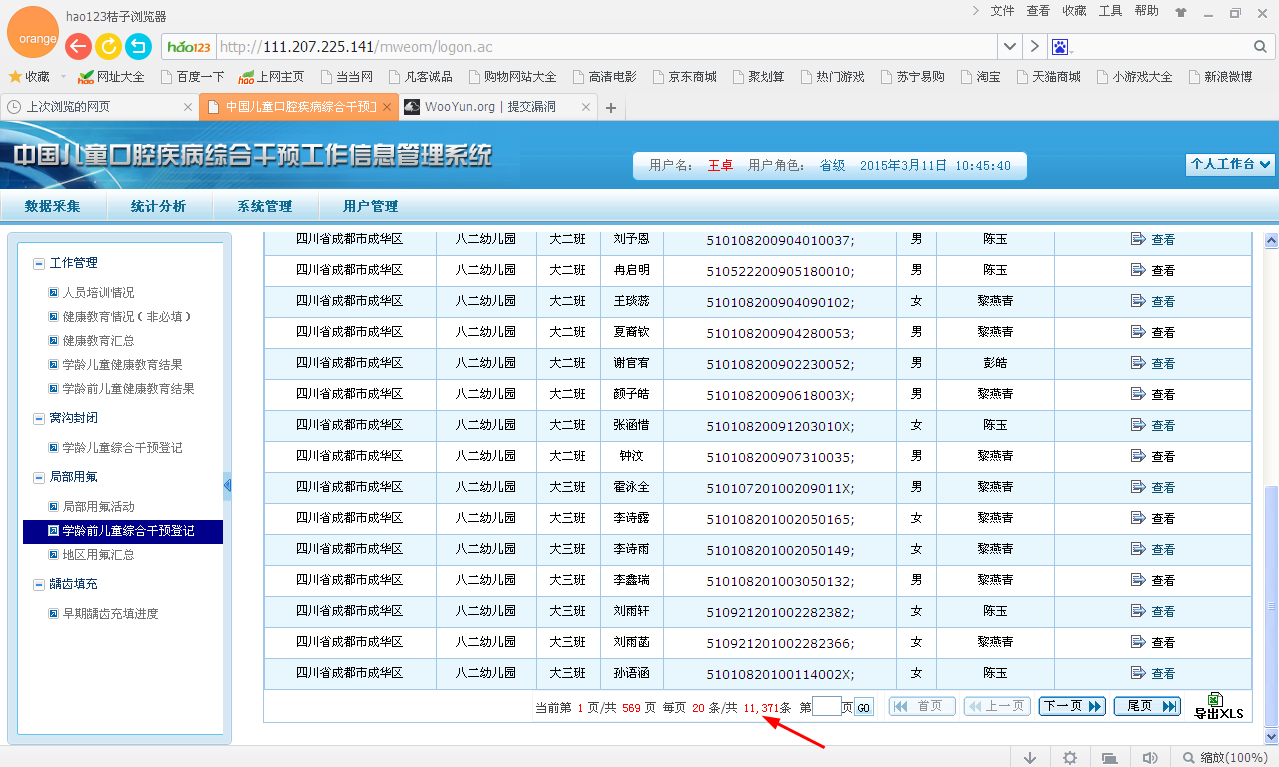 hao123桔子浏览器
文件 查看 收藏 工具 帮助
orange
hao123 http://111.207.225.141/mweom/logon.ac
收藏 网址大全 百度一下 上网主页 当当网 凡客诚品 购物网站大全 高清电影 京东商城 聚划算 热门游戏 苏宁易购 淘宝 天猫商城 小游戏大全 新浪微博
上次浏览的网页 中国儿童口腔疾病综合干预工 WooYun.org | 提交漏洞
中国儿童口腔疾病综合干预工作信息管理系统
用户名： 王卓 用户角色： 省级 2015年3月11日 10:45:40
个人工作台
数据采集 统计分析 系统管理 用户管理
工作管理
人员培训情况
健康教育情况（非必填）
健康教育汇总
学龄儿童健康教育结果
学龄前儿童健康教育结果
窝沟封闭
学龄儿童综合干预登记
局部用氟
局部用氟活动
学龄前儿童综合干预登记
地区用氟汇总
龋齿填充
早期龋齿充填进度
四川省成都市成华区 八二幼儿园 大二班 刘予恩 510108200904010037; 男 陈玉 查看
四川省成都市成华区 八二幼儿园 大二班 冉启明 510522200905180010; 男 陈玉 查看
四川省成都市成华区 八二幼儿园 大二班 王琰蕊 510108200904090102; 女 黎燕青 查看
四川省成都市成华区 八二幼儿园 大二班 夏裔钦 510108200904280053; 男 黎燕青 查看
四川省成都市成华区 八二幼儿园 大二班 谢官宥 510108200902230052; 男 彭皓 查看
四川省成都市成华区 八二幼儿园 大二班 颜子皓 51010820090618003X; 男 黎燕青 查看
四川省成都市成华区 八二幼儿园 大二班 张涵惜 51010820091203010X; 女 陈玉 查看
四川省成都市成华区 八二幼儿园 大二班 钟汶 510108200907310035; 男 黎燕青 查看
四川省成都市成华区 八二幼儿园 大三班 霍泳全 51010720100209011X; 男 黎燕青 查看
四川省成都市成华区 八二幼儿园 大三班 李诗露 510108201002050165; 女 黎燕青 查看
四川省成都市成华区 八二幼儿园 大三班 李诗雨 510108201002050149; 女 黎燕青 查看
四川省成都市成华区 八二幼儿园 大三班 李鑫瑞 510108201003050132; 男 黎燕青 查看
四川省成都市成华区 八二幼儿园 大三班 刘雨轩 510921201002282382; 女 陈玉 查看
四川省成都市成华区 八二幼儿园 大三班 刘雨菡 510921201002282366; 女 黎燕青 查看
四川省成都市成华区 八二幼儿园 大三班 孙语涵 51010820100114002X; 女 陈玉 查看
当前第 1 页/共 569 页 每页 20 条/共 11,371条 第 页 GO 首页 上一页 下一页 尾页 导出XLS
缩放(100%)